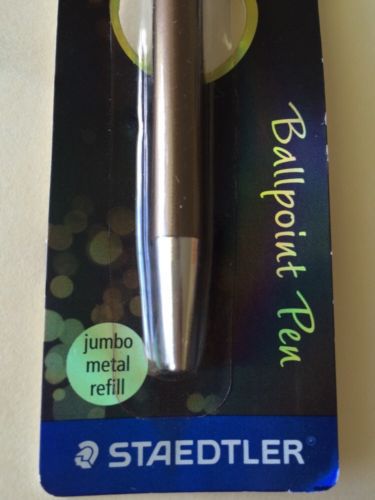 Ballpoint Pen
jumbo
metal
refill
STAEDTLER®